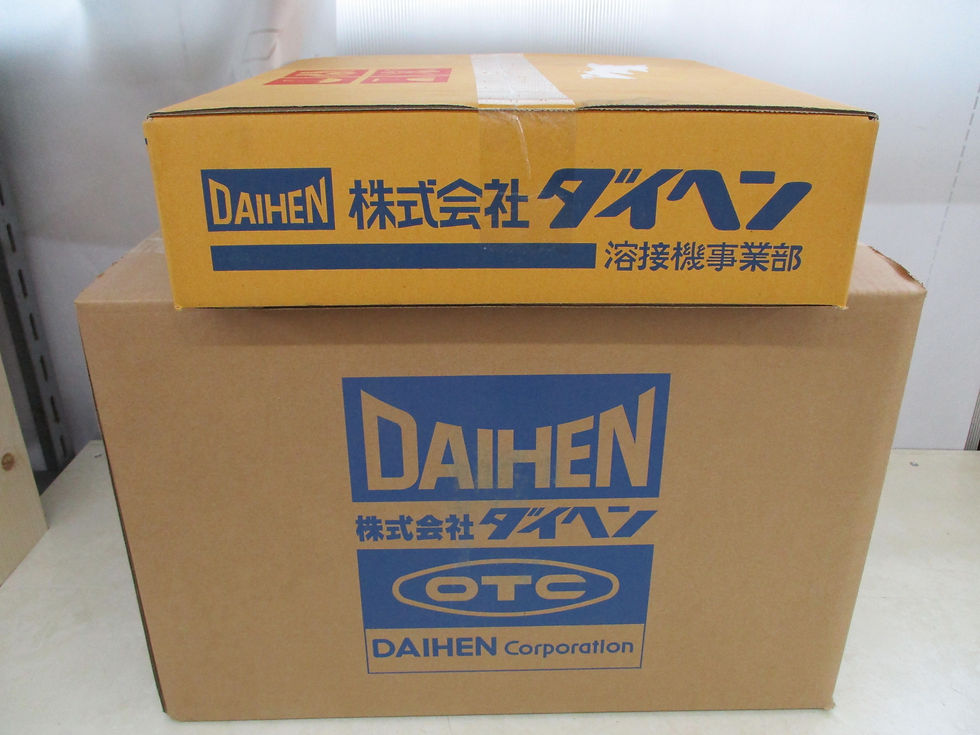 DAIHEN 株式会社 ダイヘン
溶接機事業部
DAIHEN
株式会社 ダイヘン
OTC
DAIHEN Corporation